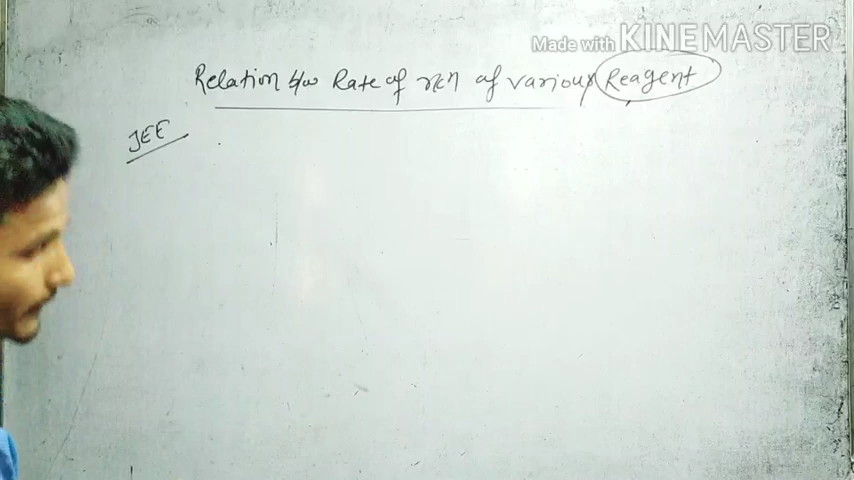 Made with KINEMASTER
Relation b/w Rate of rxn of various Reagent
JEE